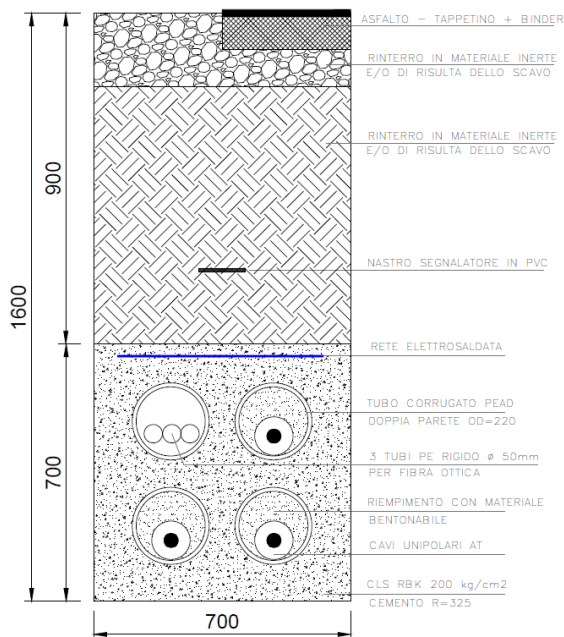 ASFALTO - TAPPETINO + BINDER
RINTERRO IN MATERIALE INERTE
E/O DI RISULTA DELLO SCAVO
RINTERRO IN MATERIALE INERTE
E/O DI RISULTA DELLO SCAVO
900
NASTRO SEGNALATORE IN PVC
1600
RETE ELETTROSALDATA
TUBO CORRUGATO PEAD
DOPPIA PARETE OD=220
700
3 TUBI PE RIGIDO ø 50mm
PER FIBRA OTTICA
RIEMPIMENTO CON MATERIALE
BENTONABILE
CAVI UNIPOLARI AT
CLS RBK 200 kg/cm2
CEMENTO R=325
700